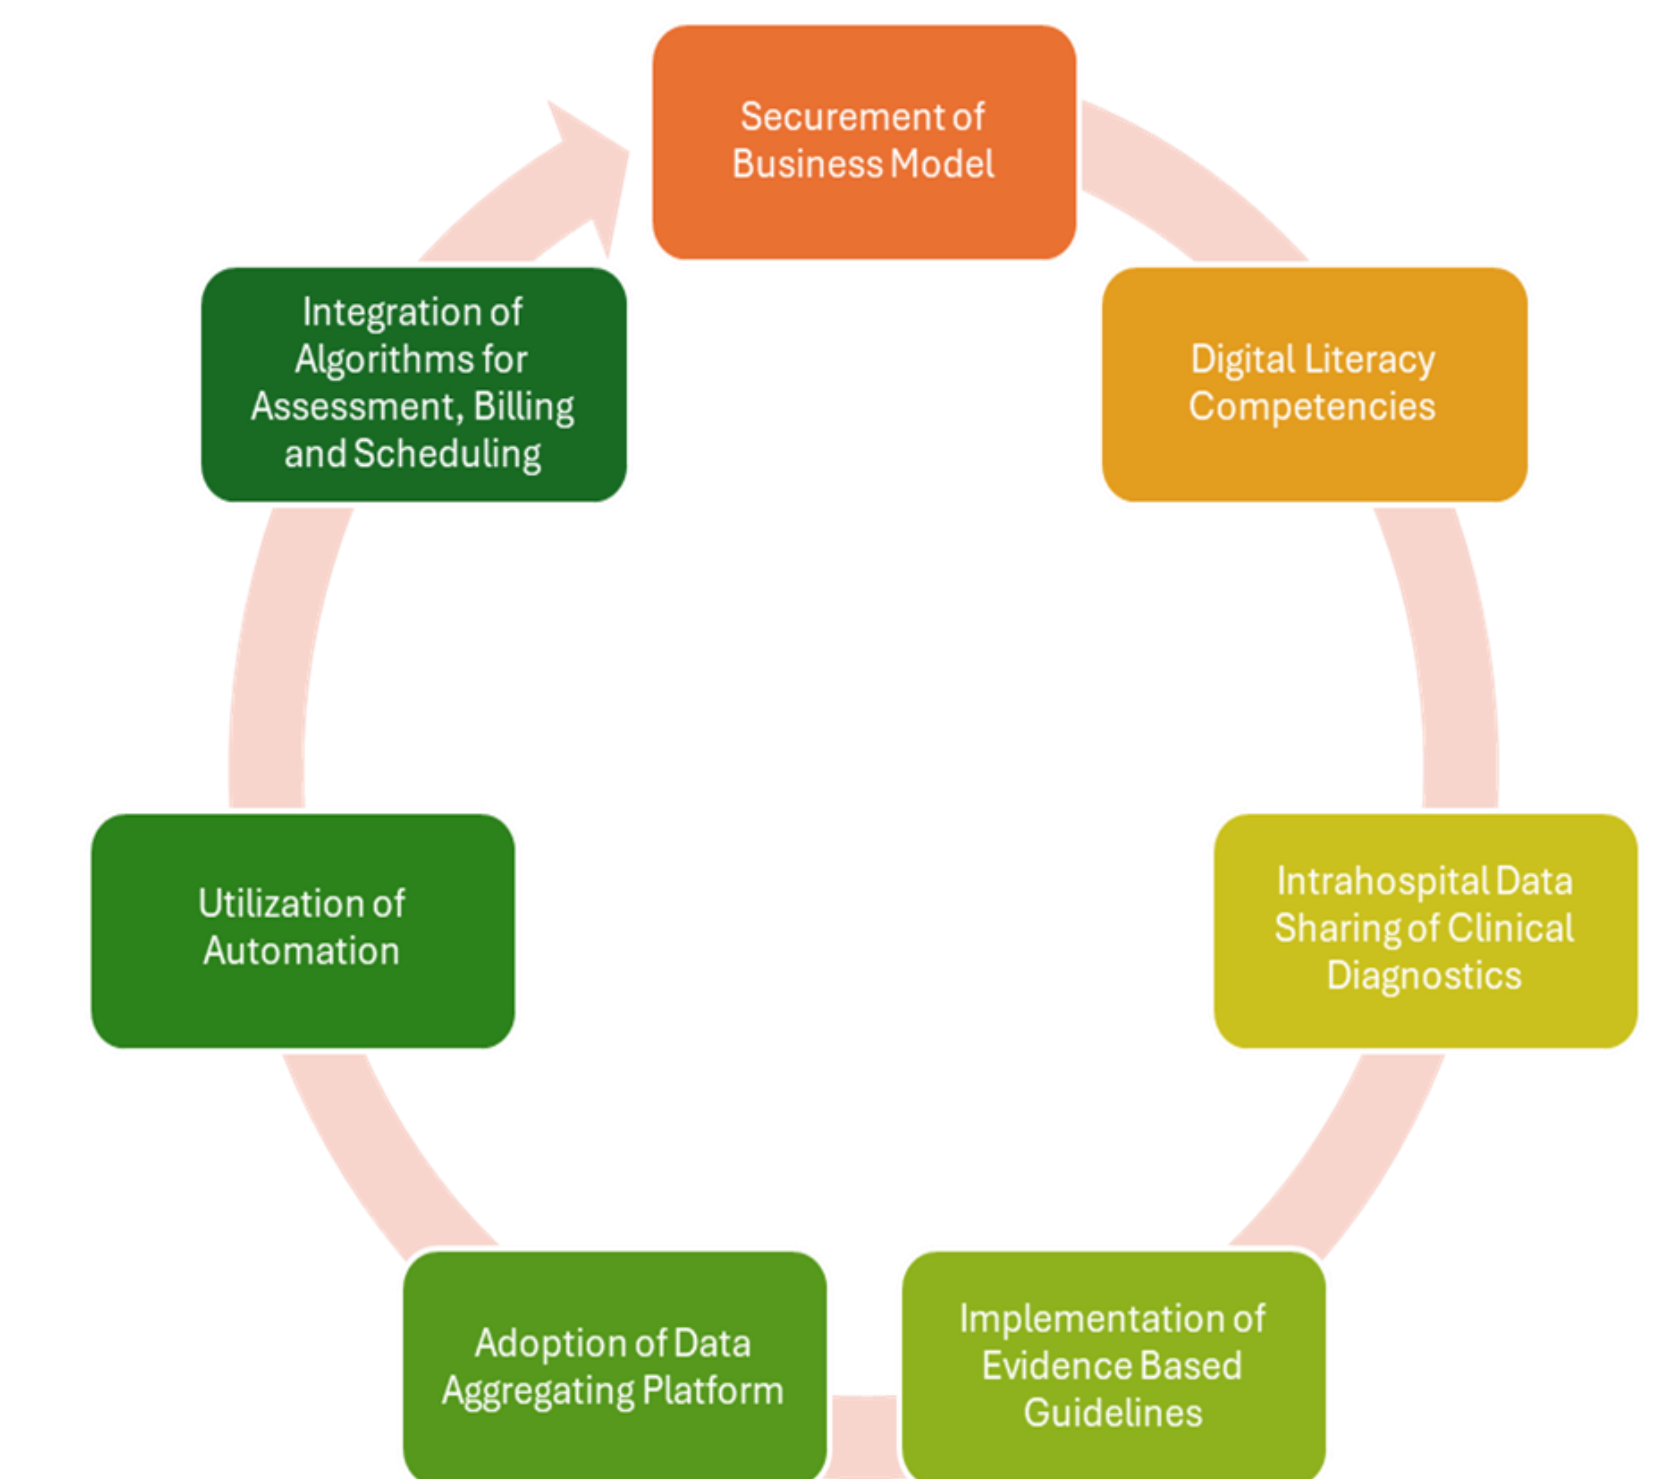 Securement of
Business Model
Digital Literacy
Competencies
Intrahospital Data
Sharing of Clinical
Diagnostics
Implementation of
Evidence Based
Guidelines
Adoption of Data
Aggregating Platform
Utilization of
Automation
Integration of
Algorithms for
Assessment, Billing
and Scheduling